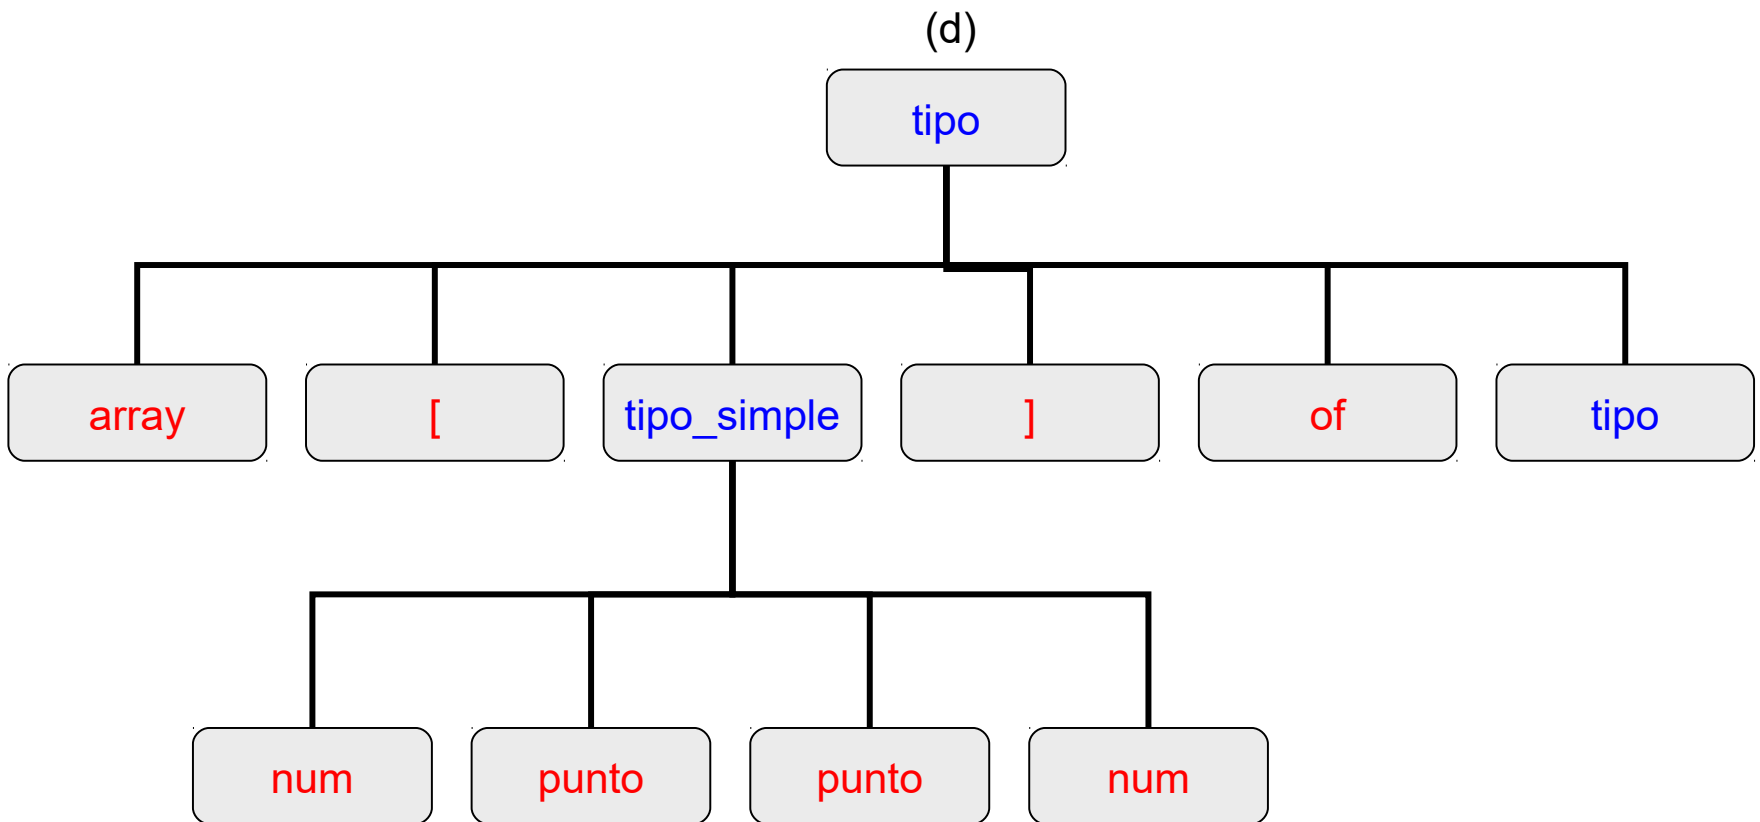 (d)
tipo
array [ tipo_simple ] of tipo
num punto punto num